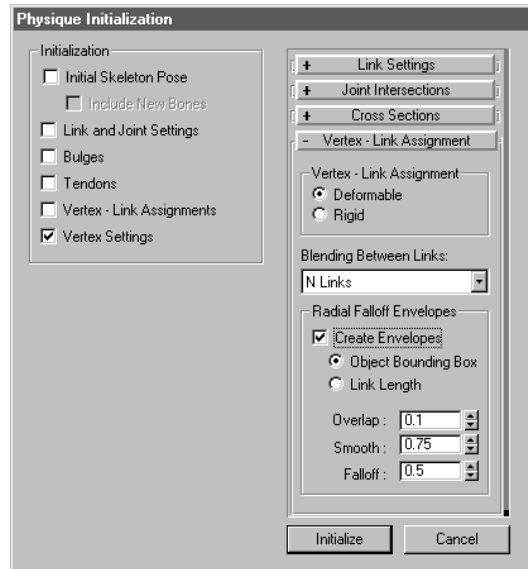 Physique Initialization
Initialization
Initial Skeleton Pose
Include New Bones
Link and Joint Settings
Bulges
Tendons
Vertex - Link Assignments
Vertex Settings
+ Link Settings
+ Joint Intersections
+ Cross Sections
- Vertex - Link Assignment
Vertex - Link Assignment
Deformable
Rigid
Blending Between Links:
N Links
Radial Falloff Envelopes
Create Envelopes
Object Bounding Box
Link Length
Overlap : 0.1
Smooth : 0.75
Falloff : 0.5
Initialize Cancel